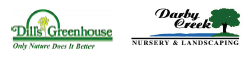 Dill's Greenhouse
Only Nature Does It Better
Darby
Creek
NURSERY & LANDSCAPING